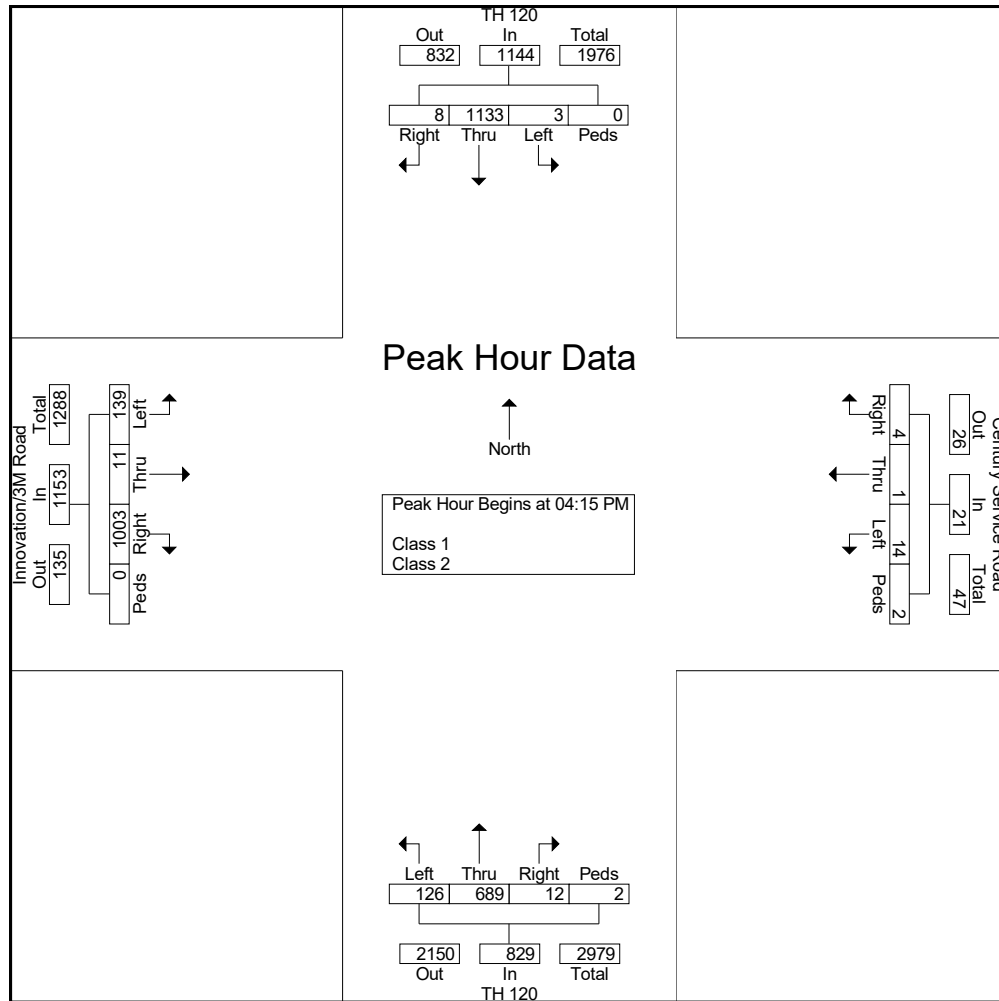 TH 120
Out In Total
832 1144 1976
8 1133 3 0
Right Thru Left Peds
Peak Hour Data
North
Peak Hour Begins at 04:15 PM
Class 1
Class 2
Innovation/3M Road
Out In Total
135 1153 1288
139 11 1003 0
Left Thru Right Peds
Century Service Road
Out In Total
26 21 47
4 1 14 2
Right Thru Left Peds
Left Thru Right Peds
126 689 12 2
2150 829 2979
Out In Total
TH 120